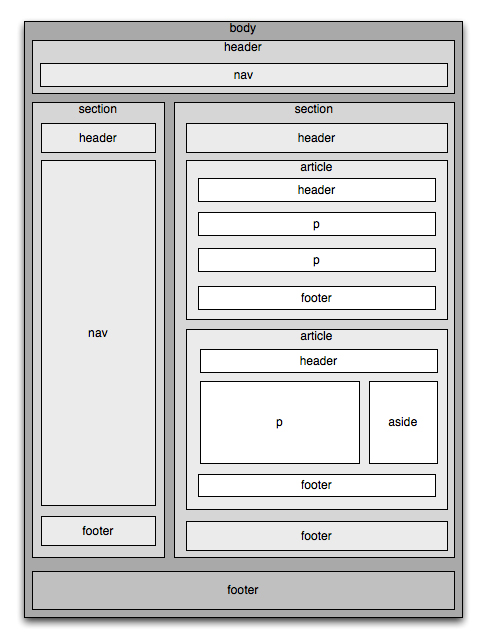 body
header
nav
section
header
nav
footer
section
header
article
header
p
p
footer
article
header
p
aside
footer
footer
footer